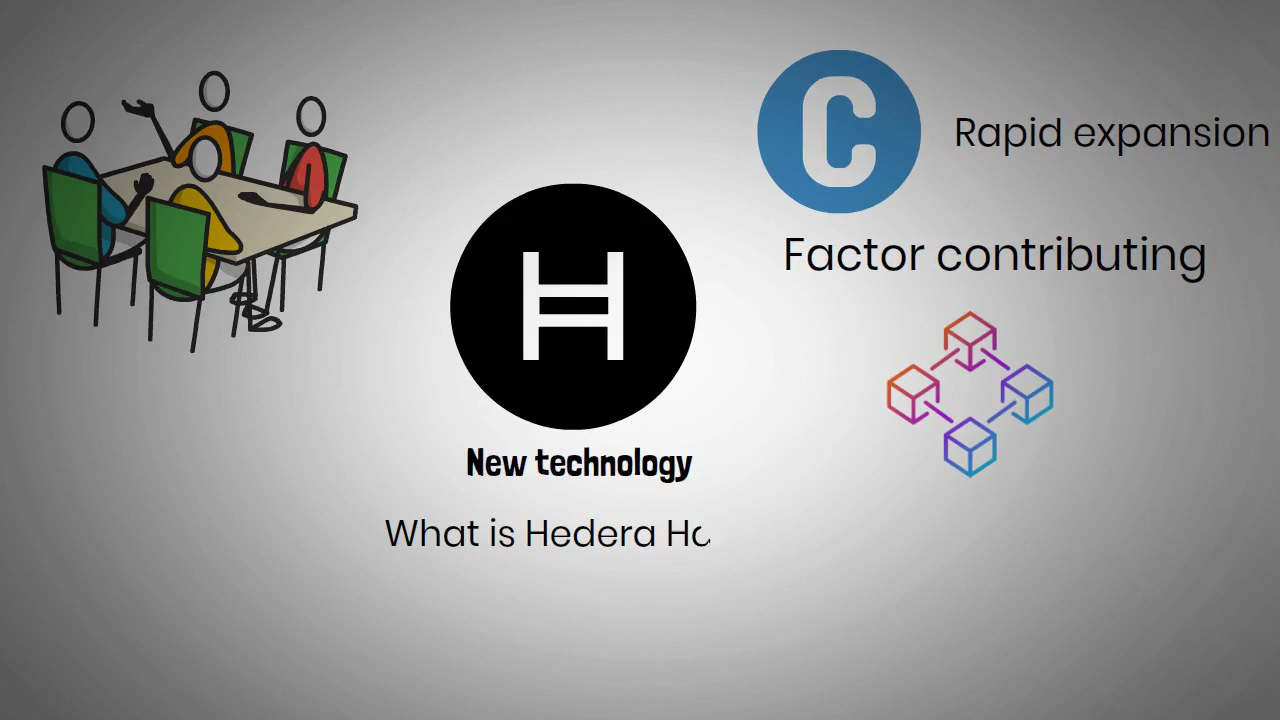 Rapid expansion
Factor contributing
New technology
What is Hedera